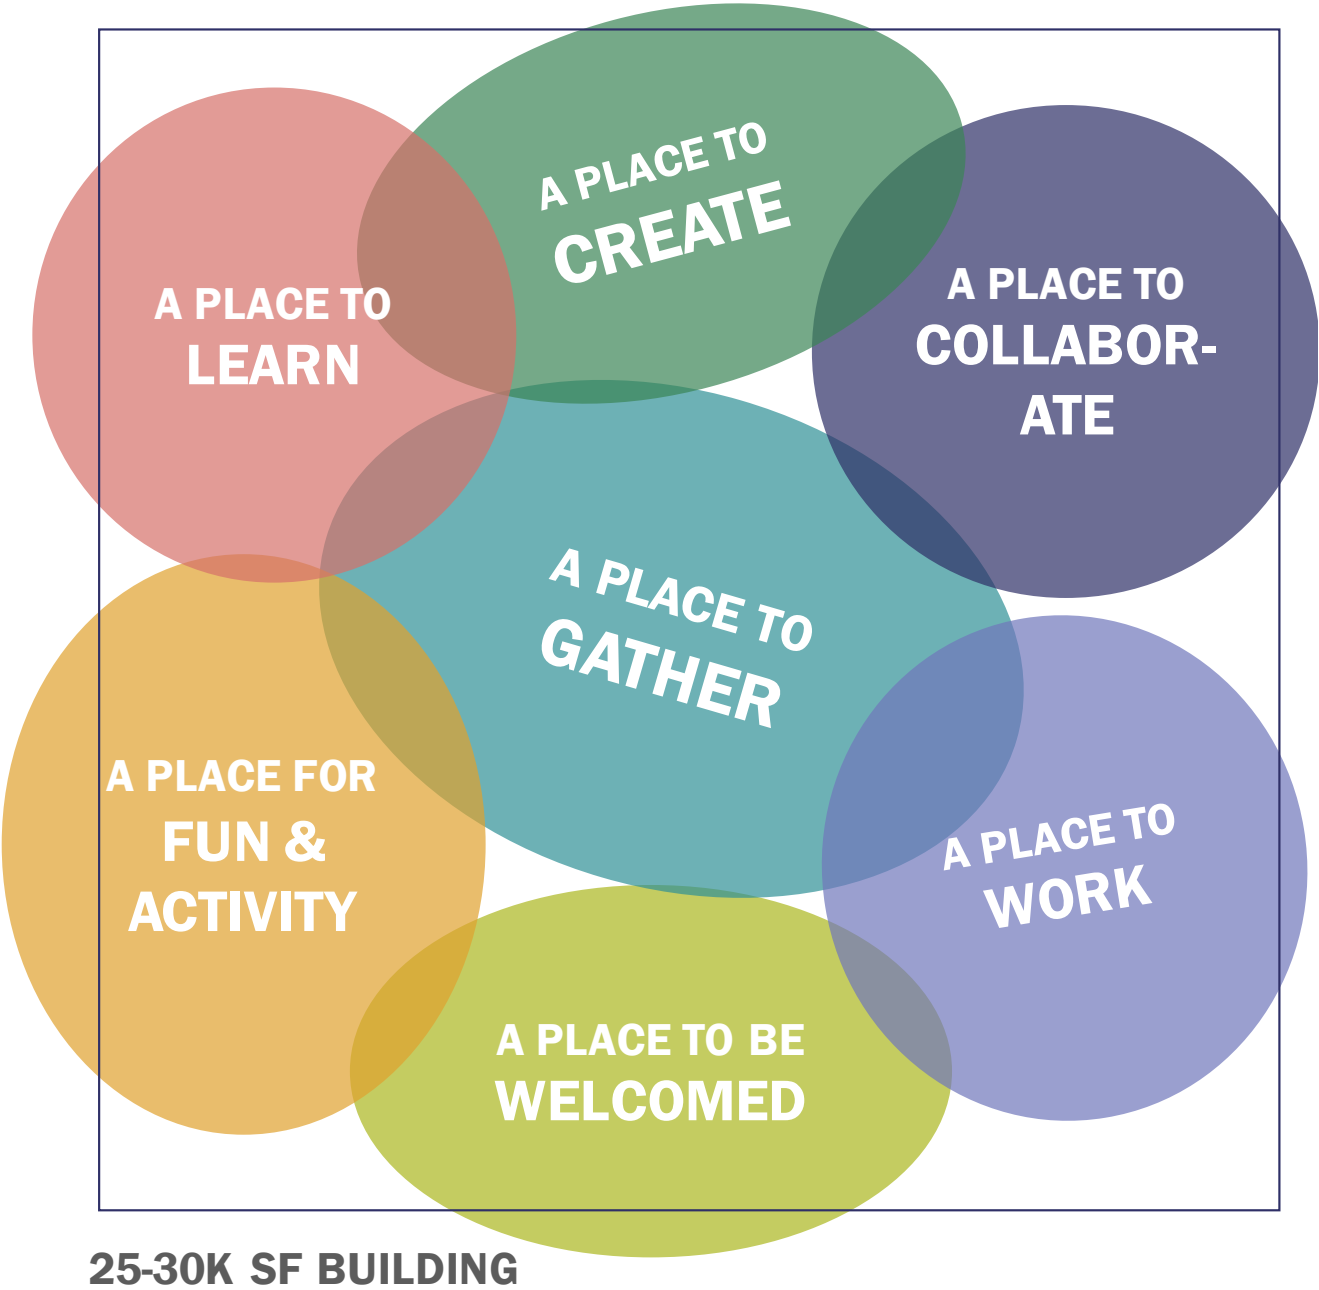 A PLACE TO
CREATE
A PLACE TO
LEARN
A PLACE TO
COLLABOR-
ATE
A PLACE TO
GATHER
A PLACE FOR
FUN &
ACTIVITY
A PLACE TO
WORK
A PLACE TO BE
WELCOMED
25-30K SF BUILDING